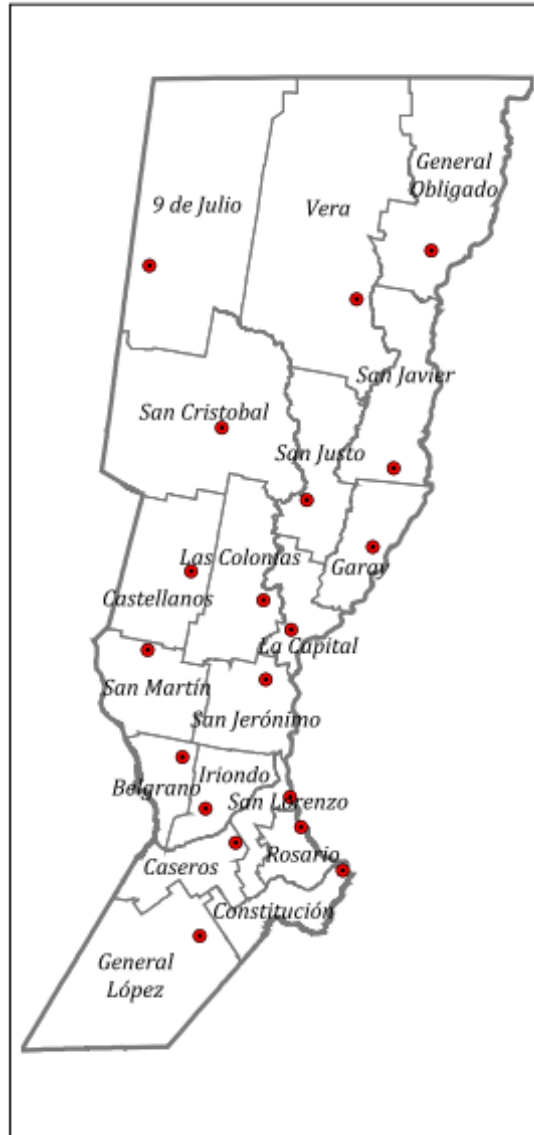 General
Obligado
9 de Julio
Vera
San Javier
San Cristobal
San Justo
Las Colonias
Garay
Castellanos
La Capital
San Martín
San Jerónimo
Iriondo
Belgrano
San Lorenzo
Rosario
Caseros
Constitución
General
López